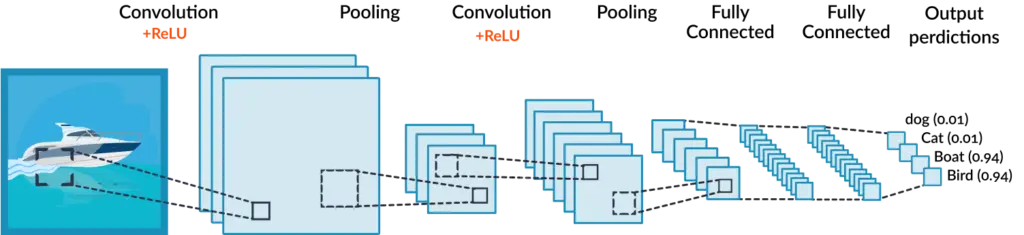 Convolution
+ReLU
Pooling
Convolution
+ReLU
Pooling
Fully
Connected
Fully
Connected
Output
perdictions
dog (0.01)
Cat (0.01)
Boat (0.94)
Bird (0.94)